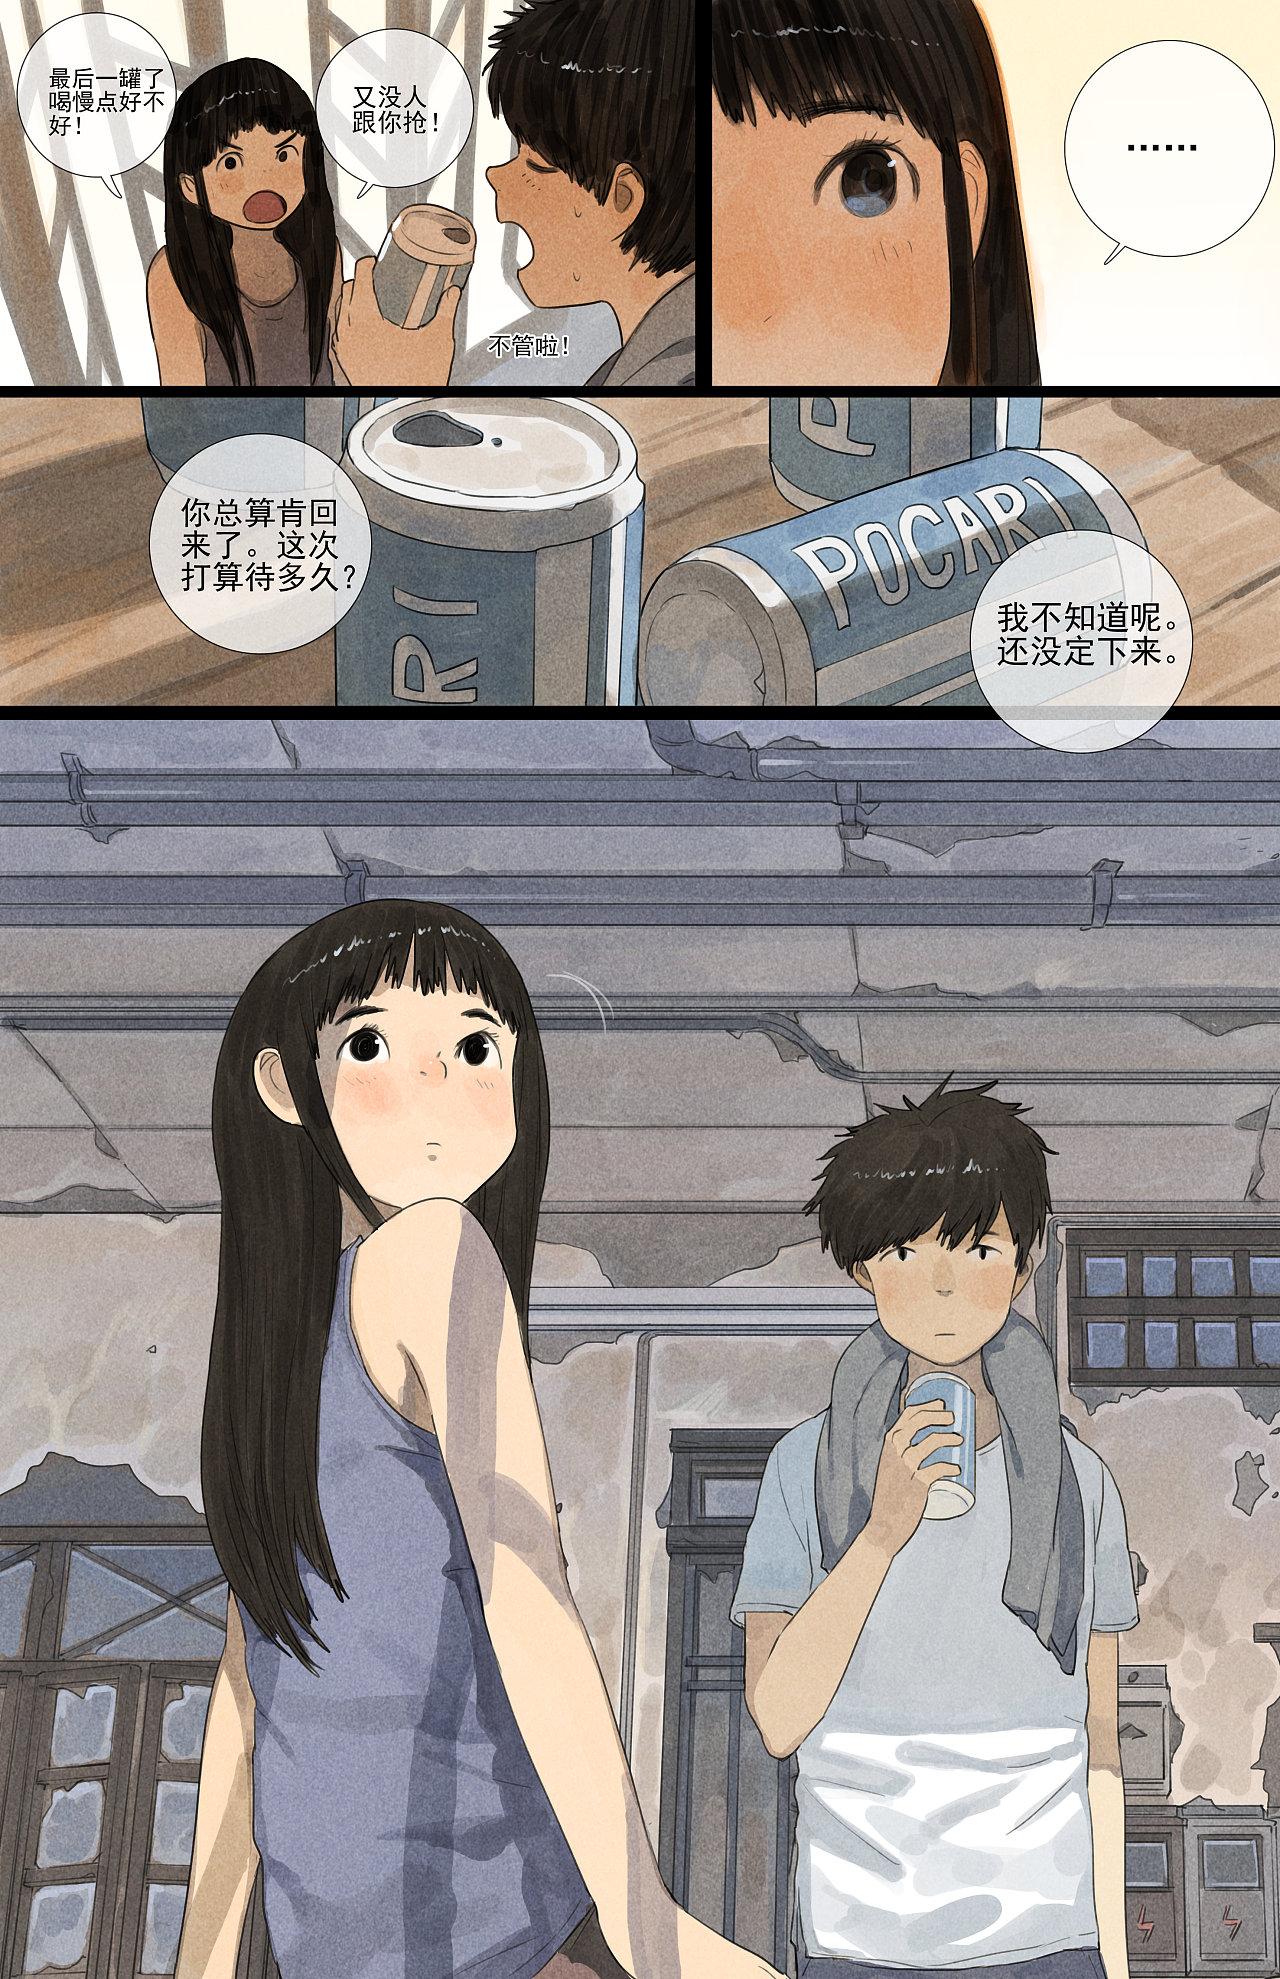 最后一罐了
喝慢点好不
好！
又没人
跟你抢！
不管啦！
……
你总算肯回
来了。这次
打算待多久？
P
RI
POCARI
我不知道呢。
还没定下来。